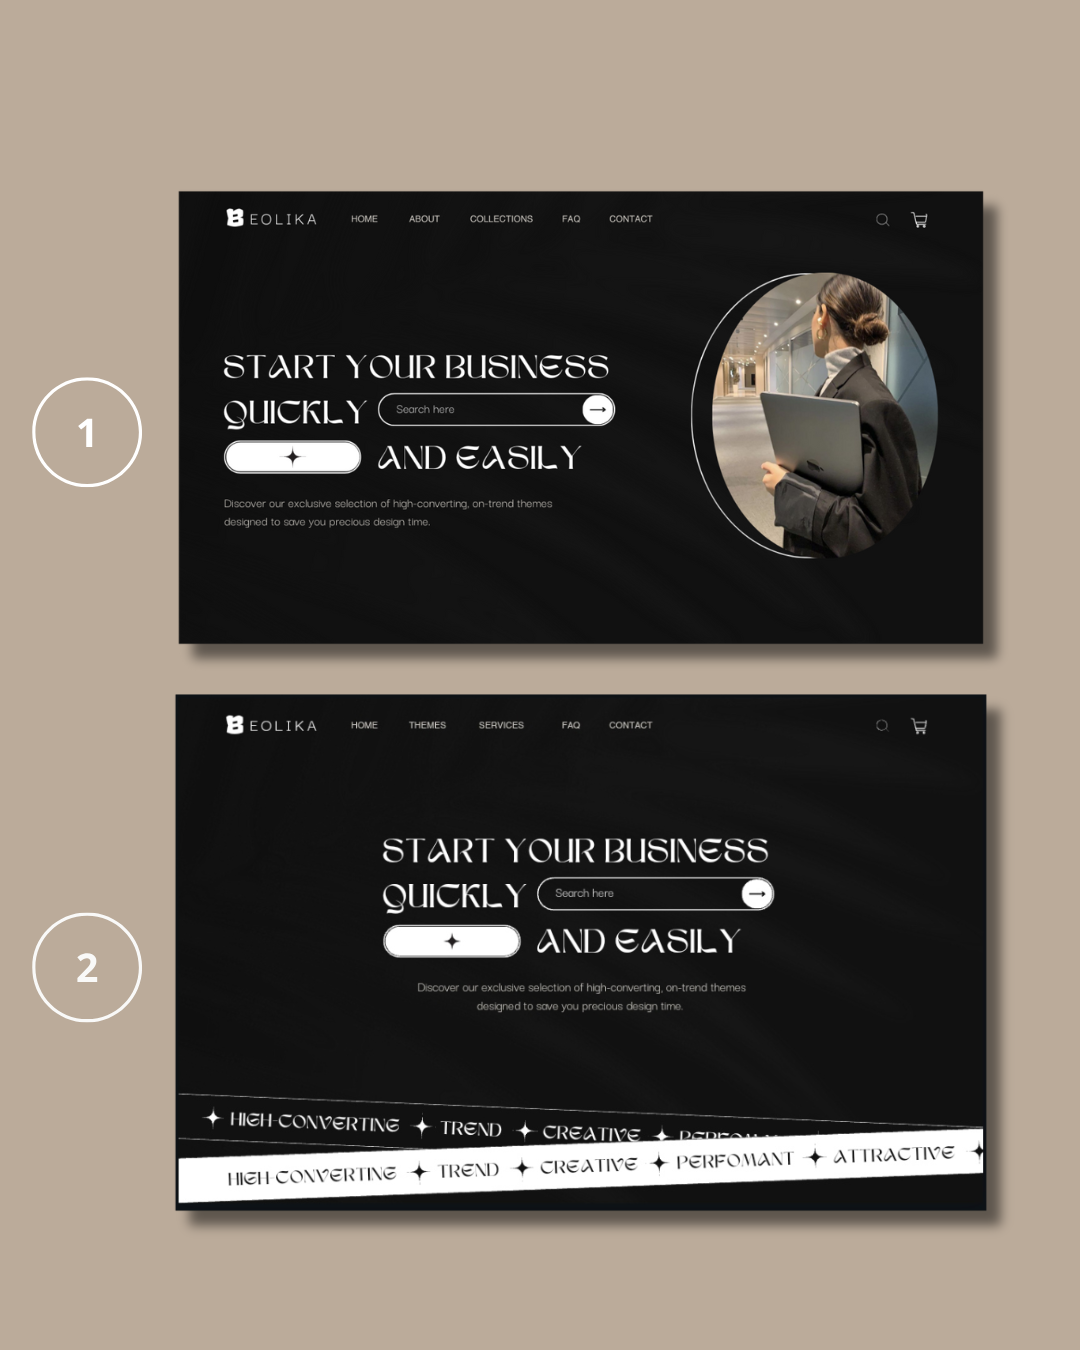 BEOLIKA HOME ABOUT COLLECTIONS FAQ CONTACT
START YOUR BUSINESS
QUICKLY Search here
AND EASILY
Discover our exclusive selection of high-converting, on-trend themes
designed to save you precious design time.
1
BEOLIKA HOME THEMES SERVICES FAQ CONTACT
START YOUR BUSINESS
QUICKLY Search here
AND EASILY
Discover our exclusive selection of high-converting, on-trend themes
designed to save you precious design time.
2
HIGH-CONVERTING TREND CREATIVE
HIGH-CONVERTING TREND CREATIVE PERFOMANT ATTRACTIVE